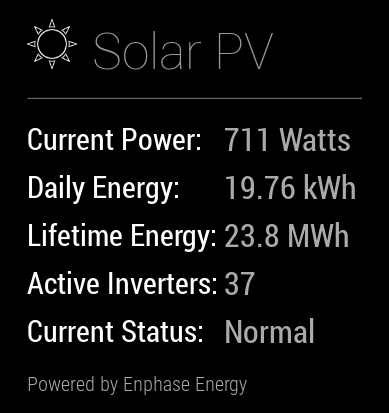 Solar PV
Current Power: 711 Watts
Daily Energy: 19.76 kWh
Lifetime Energy: 23.8 MWh
Active Inverters: 37
Current Status: Normal
Powered by Enphase Energy